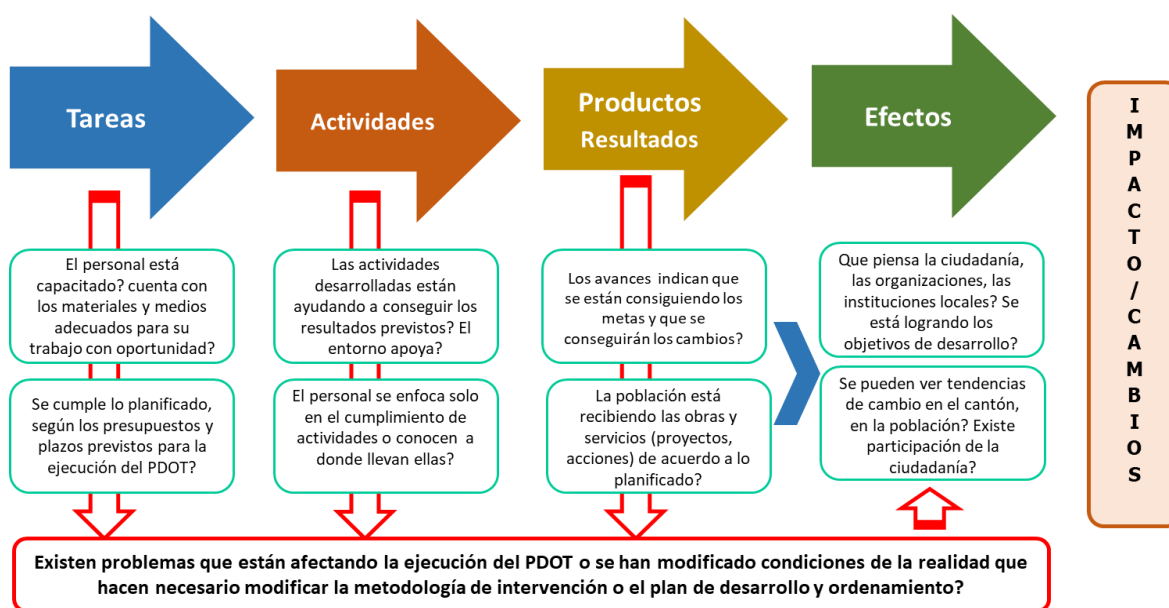 Tareas
Actividades
Productos
Resultados
Efectos
El personal está
capacitado? cuenta con
los materiales y medios
adecuados para su
trabajo con oportunidad?
Las actividades
desarrolladas están
ayudando a conseguir los
resultados previstos? El
entorno apoya?
Los avances indican que
se están consiguiendo los
metas y que se
conseguirán los cambios?
Que piensa la ciudadanía,
las organizaciones, las
instituciones locales? Se
está logrando los
objetivos de desarrollo?
Se cumple lo planificado,
según los presupuestos y
plazos previstos para la
ejecución del PDOT?
El personal se enfoca solo
en el cumplimiento de
actividades o conocen a
donde llevan ellas?
La población está
recibiendo las obras y
servicios (proyectos,
acciones) de acuerdo a lo
planificado?
Se pueden ver tendencias
de cambio en el cantón,
en la población? Existe
participación de la
ciudadanía?
Existen problemas que están afectando la ejecución del PDOT o se han modificado condiciones de la realidad que
hacen necesario modificar la metodología de intervención o el plan de desarrollo y ordenamiento?
IMPACTO/CAMBIOS